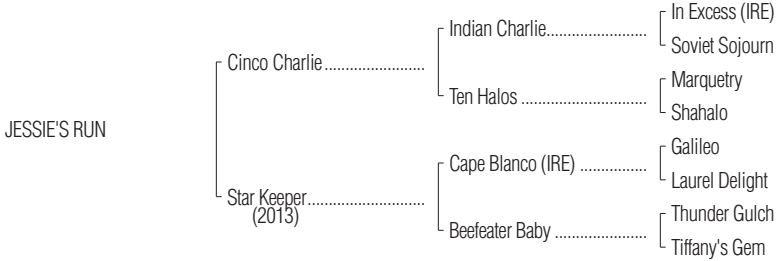 In Excess (IRE)
Indian Charlie........................
Soviet Sojourn
Cinco Charlie........................
Marquetry
Ten Halos ..............................
Shahalo
JESSIE'S RUN
Galileo
Cape Blanco (IRE) ................
Laurel Delight
Star Keeper............................
(2013)
Thunder Gulch
Beefeater Baby ......................
Tiffany's Gem